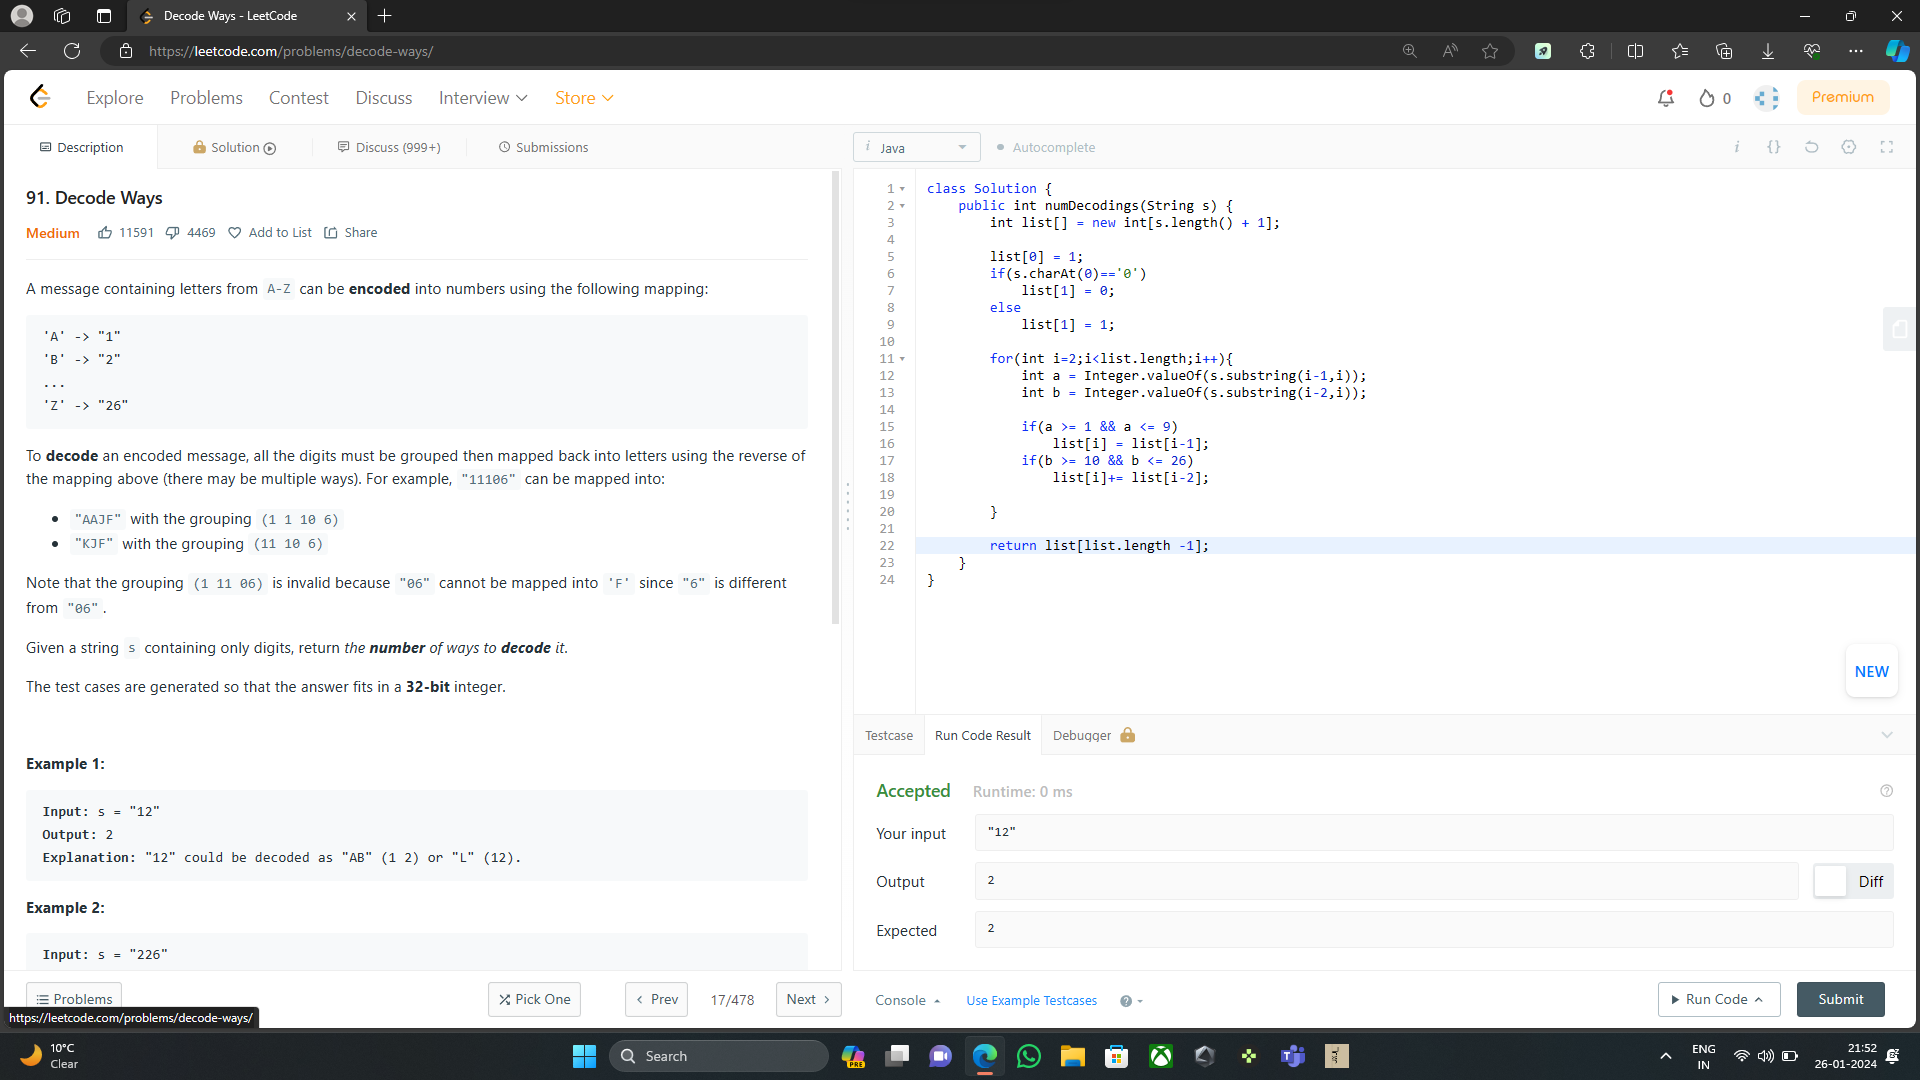 Decode Ways - LeetCode
https://leetcode.com/problems/decode-ways/
Explore Problems Contest Discuss Interview Store
0
Premium
Description
Solution
Discuss (999+)
Submissions
91. Decode Ways
Medium 11591 4469 Add to List Share
A message containing letters from A-Z can be encoded into numbers using the following mapping:
'A' -> "1"
'B' -> "2"
...
'Z' -> "26"
To decode an encoded message, all the digits must be grouped then mapped back into letters using the reverse of
the mapping above (there may be multiple ways). For example, "11106" can be mapped into:
• "AAJF" with the grouping (1 1 10 6)
• "KJF" with the grouping (11 10 6)
Note that the grouping (1 11 06) is invalid because "06" cannot be mapped into 'F' since "6" is different
from "06".
Given a string s containing only digits, return the number of ways to decode it.
The test cases are generated so that the answer fits in a 32-bit integer.
Example 1:
Input: s = "12"
Output: 2
Explanation: "12" could be decoded as "AB" (1 2) or "L" (12).
Example 2:
Input: s = "226"
Problems
Pick One
Prev
17/478
Next
https://leetcode.com/problems/decode-ways/
i Java
Autocomplete
i {}
1 class Solution {
2 public int numDecodings(String s) {
3 int list[] = new int[s.length() + 1];
4
5 list[0] = 1;
6 if(s.charAt(0)=='0')
7 list[1] = 0;
8 else
9 list[1] = 1;
10
11 for(int i=2;i<list.length;i++){
12 int a = Integer.valueOf(s.substring(i-1,i));
13 int b = Integer.valueOf(s.substring(i-2,i));
14
15 if(a >= 1 && a <= 9)
16 list[i] = list[i-1];
17 if(b >= 10 && b <= 26)
18 list[i]+= list[i-2];
19
20 }
21
22 return list[list.length -1];
23 }
24 }
NEW
Testcase
Run Code Result
Debugger
Accepted Runtime: 0 ms
Your input "12"
Output 2
Diff
Expected 2
Console
Use Example Testcases
Run Code
Submit
10°C
Clear
Search
PRE
ENG
IN
21:52
26-01-2024